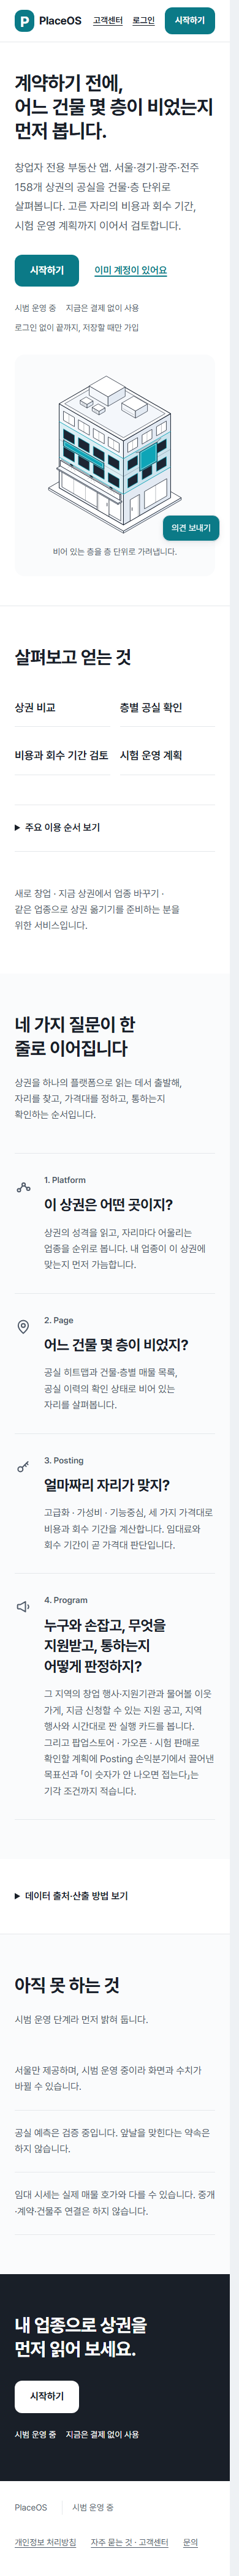 P PlaceOS 고객센터 로그인 시작하기
계약하기 전에,
어느 건물 몇 층이 비었는지
먼저 봅니다.
창업자 전용 부동산 앱. 서울·경기·광주·전주
158개 상권의 공실을 건물·층 단위로
살펴봅니다. 고른 자리의 비용과 회수 기간,
시험 운영 계획까지 이어서 검토합니다.
시작하기 이미 계정이 있어요
시범 운영 중 지금은 결제 없이 사용
로그인 없이 끝까지, 저장할 때만 가입
의견 보내기
비어 있는 층을 층 단위로 가려냅니다.
살펴보고 얻는 것
상권 비교 층별 공실 확인
비용과 회수 기간 검토 시험 운영 계획
▶ 주요 이용 순서 보기
새로 창업 · 지금 상권에서 업종 바꾸기 ·
같은 업종으로 상권 옮기기를 준비하는 분을
위한 서비스입니다.
네 가지 질문이 한
줄로 이어집니다
상권을 하나의 플랫폼으로 읽는 데서 출발해,
자리를 찾고, 가격대를 정하고, 통하는지
확인하는 순서입니다.
1. Platform
이 상권은 어떤 곳이지?
상권의 성격을 읽고, 자리마다 어울리는
업종을 순위로 봅니다. 내 업종이 이 상권에
맞는지 먼저 가늠합니다.
2. Page
어느 건물 몇 층이 비었지?
공실 히트맵과 건물·층별 매물 목록,
공실 이력의 확인 상태로 비어 있는
자리를 살펴봅니다.
3. Posting
얼마짜리 자리가 맞지?
고급화 · 가성비 · 기능중심, 세 가지 가격대로
비용과 회수 기간을 계산합니다. 임대료와
회수 기간이 곧 가격대 판단입니다.
4. Program
누구와 손잡고, 무엇을
지원받고, 통하는지
어떻게 판정하지?
그 지역의 창업 행사·지원기관과 물어볼 이웃
가게, 지금 신청할 수 있는 지원 공고, 지역
행사와 시간대로 짠 실행 카드를 봅니다.
그리고 팝업스토어 · 가오픈 · 시험 판매로
확인할 계획에 Posting 손익분기에서 끌어낸
목표선과 「이 숫자가 안 나오면 접는다」는
기각 조건까지 적습니다.
▶ 데이터 출처·산출 방법 보기
아직 못 하는 것
시범 운영 단계라 먼저 밝혀 둡니다.
서울만 제공하며, 시범 운영 중이라 화면과 수치가
바뀔 수 있습니다.
공실 예측은 검증 중입니다. 앞날을 맞힌다는 약속은
하지 않습니다.
임대 시세는 실제 매물 호가와 다를 수 있습니다. 중개
·계약·건물주 연결은 하지 않습니다.
내 업종으로 상권을
먼저 읽어 보세요.
시작하기
시범 운영 중 지금은 결제 없이 사용
PlaceOS 시범 운영 중
개인정보 처리방침 자주 묻는 것 · 고객센터 문의